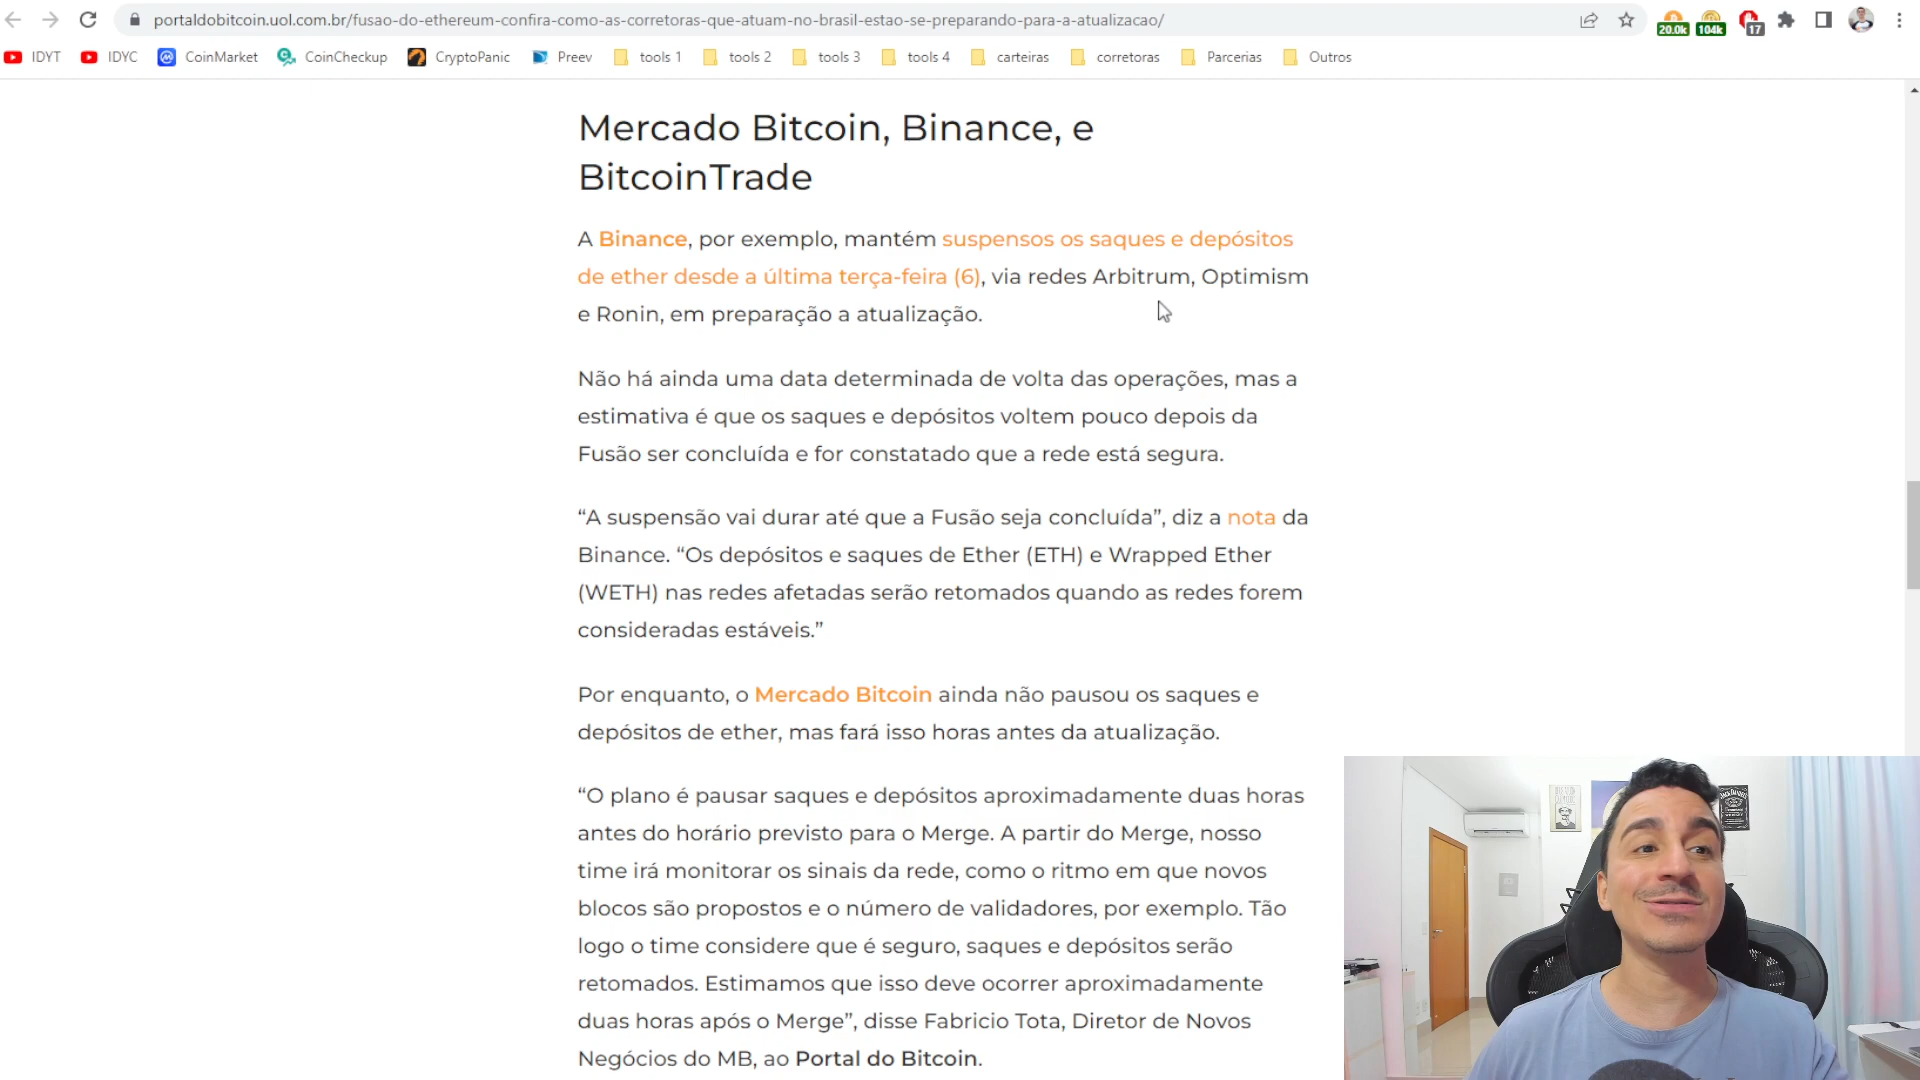 portaldobitcoin.uol.com.br/fusao-do-ethereum-confira-como-as-corretoras-que-atuam-no-brasil-estao-se-preparando-para-a-atualizacao/
20.0k 104k 17
IDYT IDYC CoinMarket CoinCheckup CryptoPanic Preev tools 1 tools 2 tools 3 tools 4 carteiras corretoras Parcerias Outros
Mercado Bitcoin, Binance, e
BitcoinTrade
A Binance, por exemplo, mantém suspensos os saques e depósitos
de ether desde a última terça-feira (6), via redes Arbitrum, Optimism
e Ronin, em preparação a atualização.
Não há ainda uma data determinada de volta das operações, mas a
estimativa é que os saques e depósitos voltem pouco depois da
Fusão ser concluída e for constatado que a rede está segura.
“A suspensão vai durar até que a Fusão seja concluída”, diz a nota da
Binance. “Os depósitos e saques de Ether (ETH) e Wrapped Ether
(WETH) nas redes afetadas serão retomados quando as redes forem
consideradas estáveis.”
Por enquanto, o Mercado Bitcoin ainda não pausou os saques e
depósitos de ether, mas fará isso horas antes da atualização.
“O plano é pausar saques e depósitos aproximadamente duas horas
antes do horário previsto para o Merge. A partir do Merge, nosso
time irá monitorar os sinais da rede, como o ritmo em que novos
blocos são propostos e o número de validadores, por exemplo. Tão
logo o time considere que é seguro, saques e depósitos serão
retomados. Estimamos que isso deve ocorrer aproximadamente
duas horas após o Merge”, disse Fabricio Tota, Diretor de Novos
Negócios do MB, ao Portal do Bitcoin.